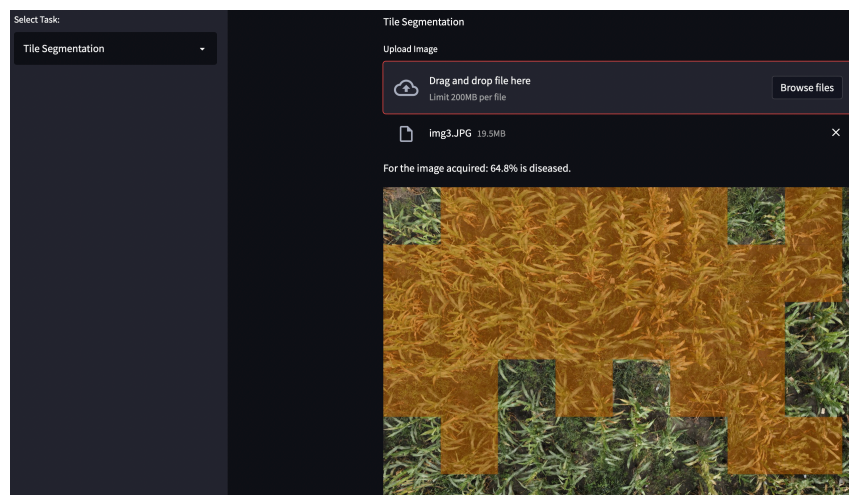 Select Task:
Tile Segmentation
Tile Segmentation
Upload Image
Drag and drop file here
Limit 200MB per file
Browse files
img3.JPG 19.5MB
For the image acquired: 64.8% is diseased.